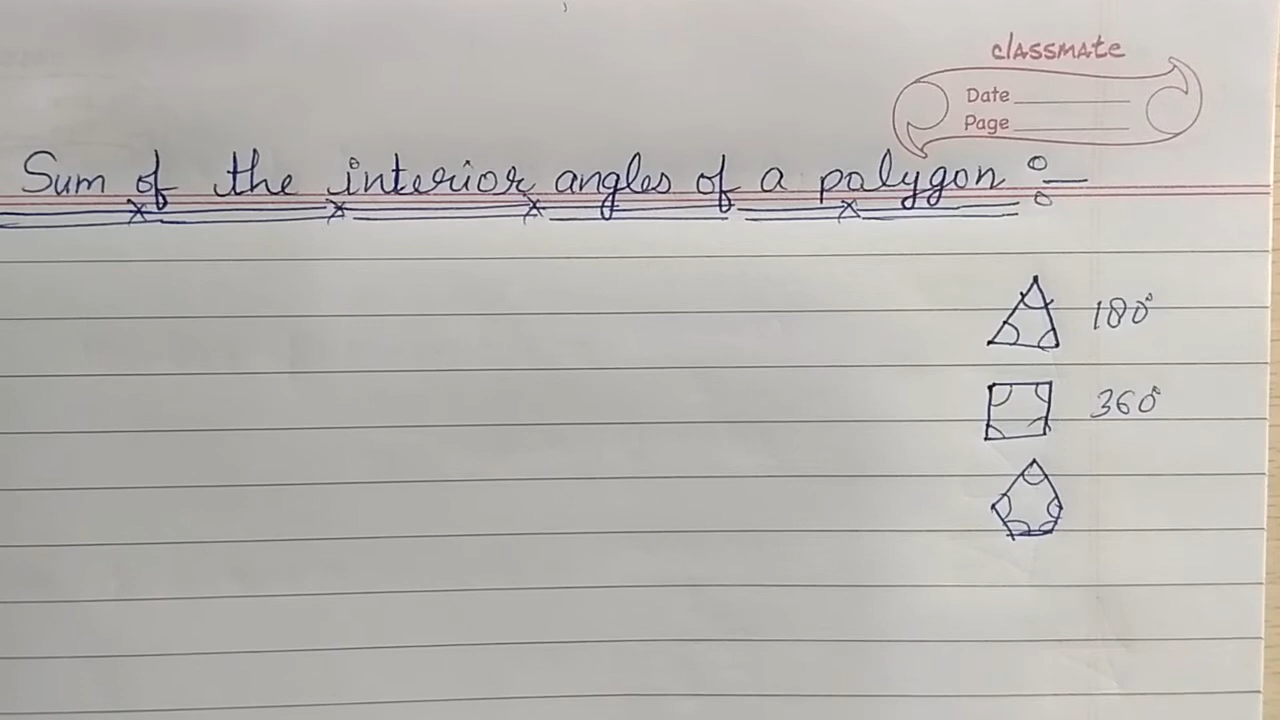 classmate
Date
Page
Sum of the interior angles of a polygon :-
180°
360°